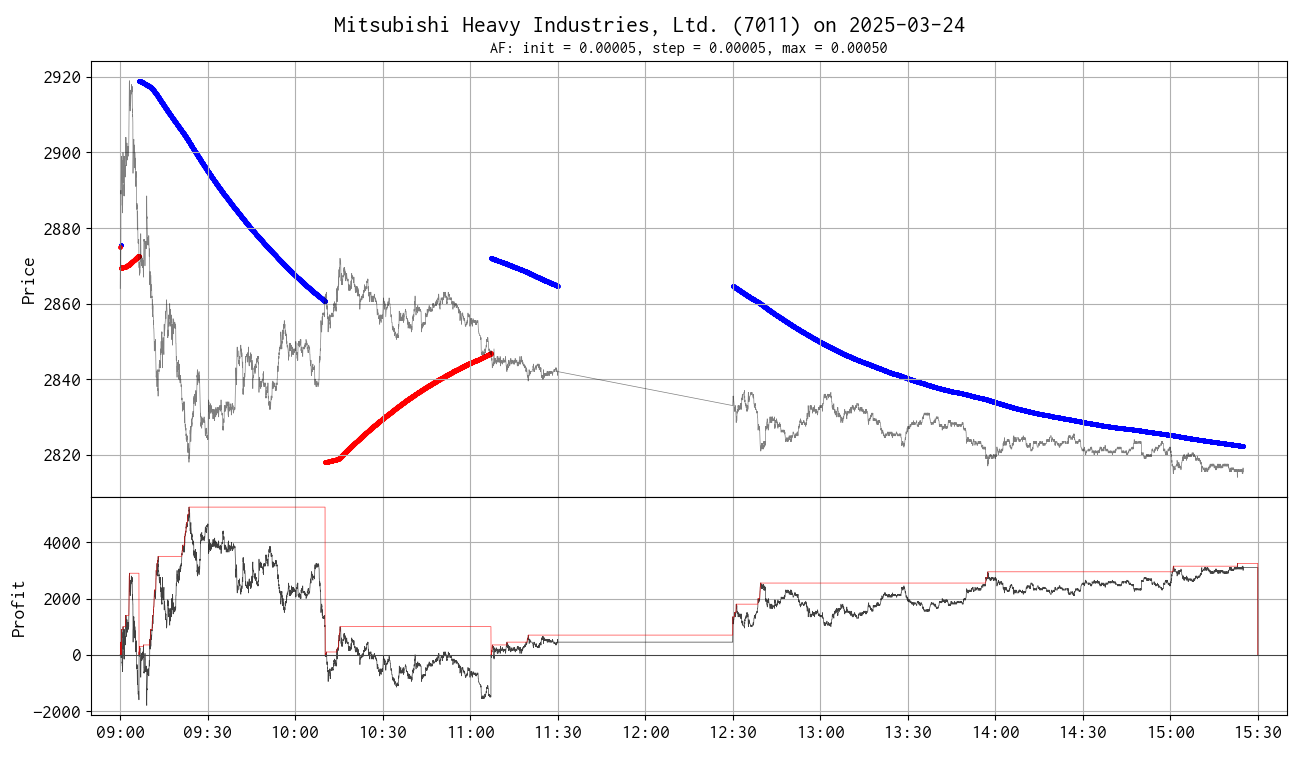 Mitsubishi Heavy Industries, Ltd. (7011) on 2025-03-24
AF: init = 0.00005, step = 0.00005, max = 0.00050
Price
2920
2900
2880
2860
2840
2820
Profit
4000
2000
0
−2000
09:00 09:30 10:00 10:30 11:00 11:30 12:00 12:30 13:00 13:30 14:00 14:30 15:00 15:30